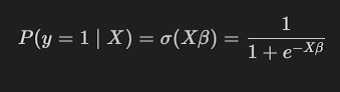 P(y = 1 | X) = σ(Xβ) = 1 / (1 + e^{−Xβ})